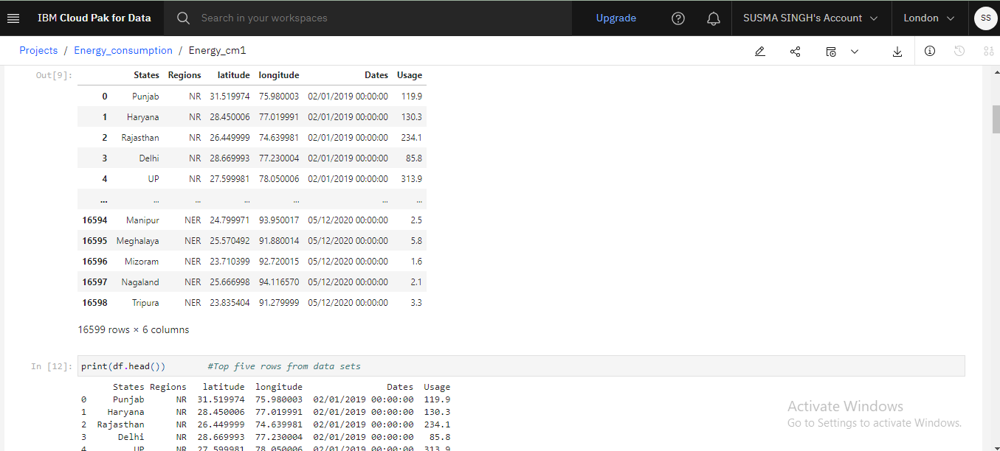 IBM Cloud Pak for Data Search in your workspaces Upgrade SUSMA SINGH's Account London SS
Projects / Energy_consumption / Energy_cm1
Out[9]: States Regions latitude longitude Dates Usage
0 Punjab NR 31.519974 75.980003 02/01/2019 00:00:00 119.9
1 Haryana NR 28.450006 77.019991 02/01/2019 00:00:00 130.3
2 Rajasthan NR 26.449999 74.639981 02/01/2019 00:00:00 234.1
3 Delhi NR 28.669993 77.230004 02/01/2019 00:00:00 85.8
4 UP NR 27.599981 78.050006 02/01/2019 00:00:00 313.9
... ... ... ... ... ... ...
16594 Manipur NER 24.799971 93.950017 05/12/2020 00:00:00 2.5
16595 Meghalaya NER 25.570492 91.880014 05/12/2020 00:00:00 5.8
16596 Mizoram NER 23.710399 92.720015 05/12/2020 00:00:00 1.6
16597 Nagaland NER 25.666998 94.116570 05/12/2020 00:00:00 2.1
16598 Tripura NER 23.835404 91.279999 05/12/2020 00:00:00 3.3
16599 rows × 6 columns
In [12]: print(df.head()) #Top five rows from data sets
States Regions latitude longitude Dates Usage
0 Punjab NR 31.519974 75.980003 02/01/2019 00:00:00 119.9
1 Haryana NR 28.450006 77.019991 02/01/2019 00:00:00 130.3
2 Rajasthan NR 26.449999 74.639981 02/01/2019 00:00:00 234.1
3 Delhi NR 28.669993 77.230004 02/01/2019 00:00:00 85.8
4 UP NR 27.599981 78.050006 02/01/2019 00:00:00 313.9
Activate Windows
Go to Settings to activate Windows.